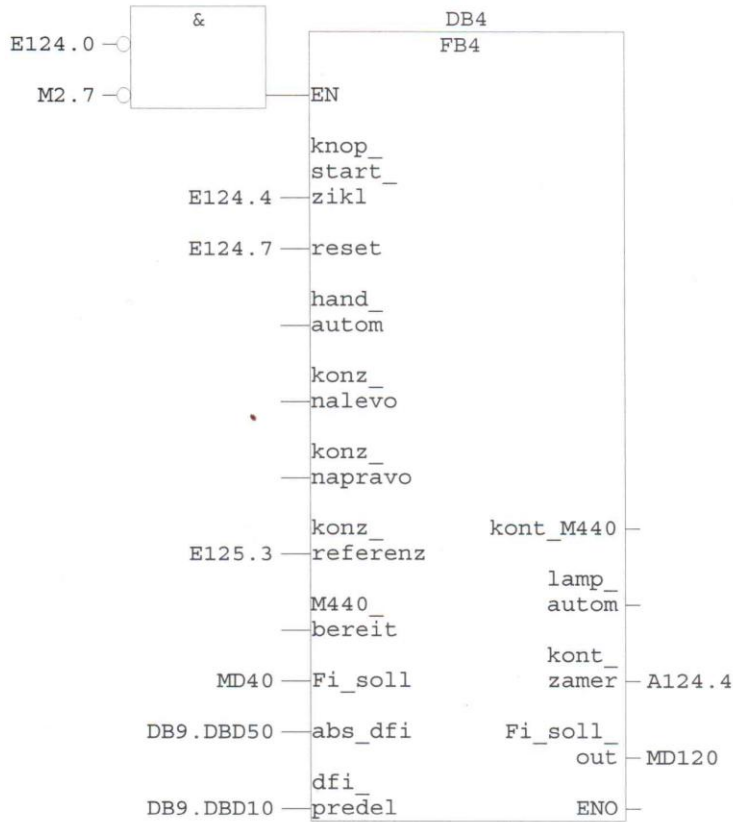 &
DB4
E124.0
FB4
M2.7
EN
knop_
start_
E124.4 zikl
E124.7 reset
hand_
autom
konz_
nalevo
konz_
napravo
konz_ kont_M440
E125.3 referenz
lamp_
M440_ autom
bereit
kont_
MD40 Fi_soll zamer A124.4
DB9.DBD50 abs_dfi Fi_soll_
out MD120
dfi_
DB9.DBD10 predel ENO